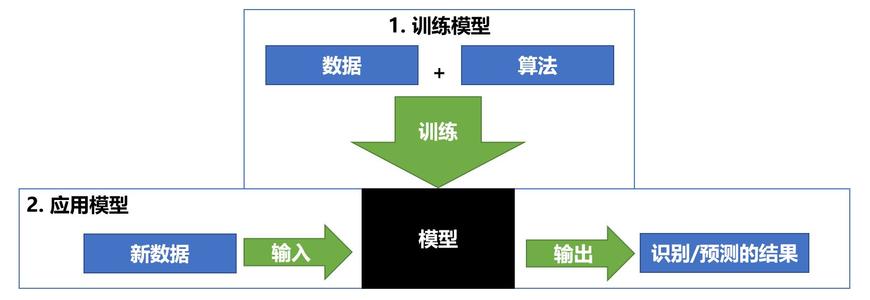 1. 训练模型
数据 + 算法
训练
2. 应用模型
新数据 输入 模型 输出 识别/预测的结果